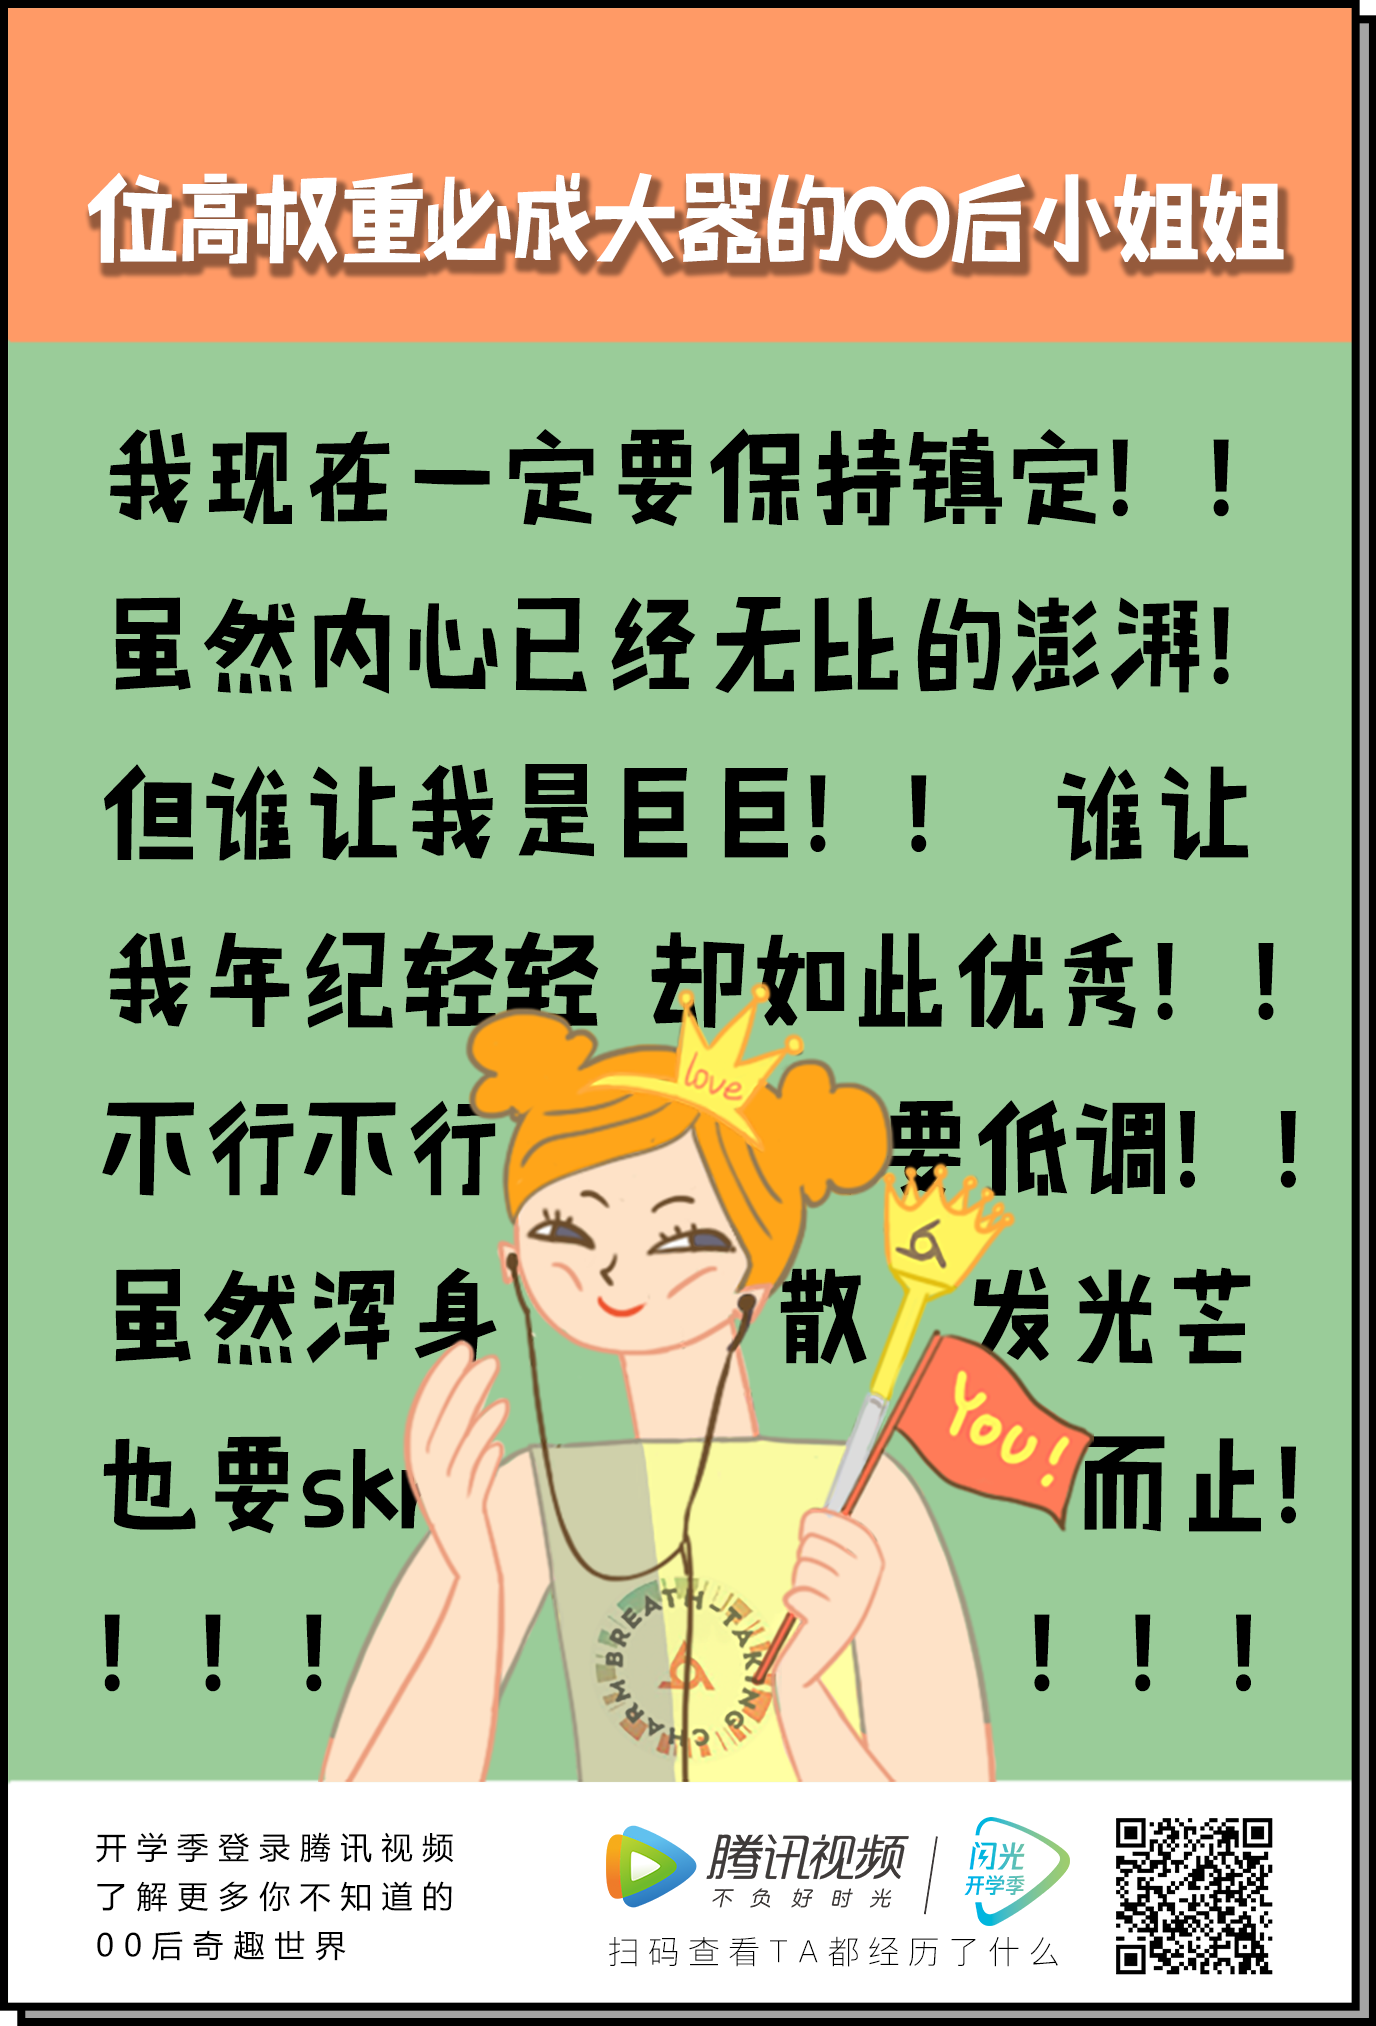 位高权重必成大器的00后小姐姐
我现在一定要保持镇定！！
虽然内心已经无比的澎湃！
但谁让我是巨巨！！ 谁让
我年纪轻轻 却如此优秀！！
不行不行 要低调！！
虽然浑身 散 发光芒
也要skr 而止！
！！！ ！！！
love
You!
BREATH-TAKING CHARM
开学季登录腾讯视频
了解更多你不知道的
00后奇趣世界
腾讯视频
不负好时光
闪光
开学季
扫码查看TA都经历了什么